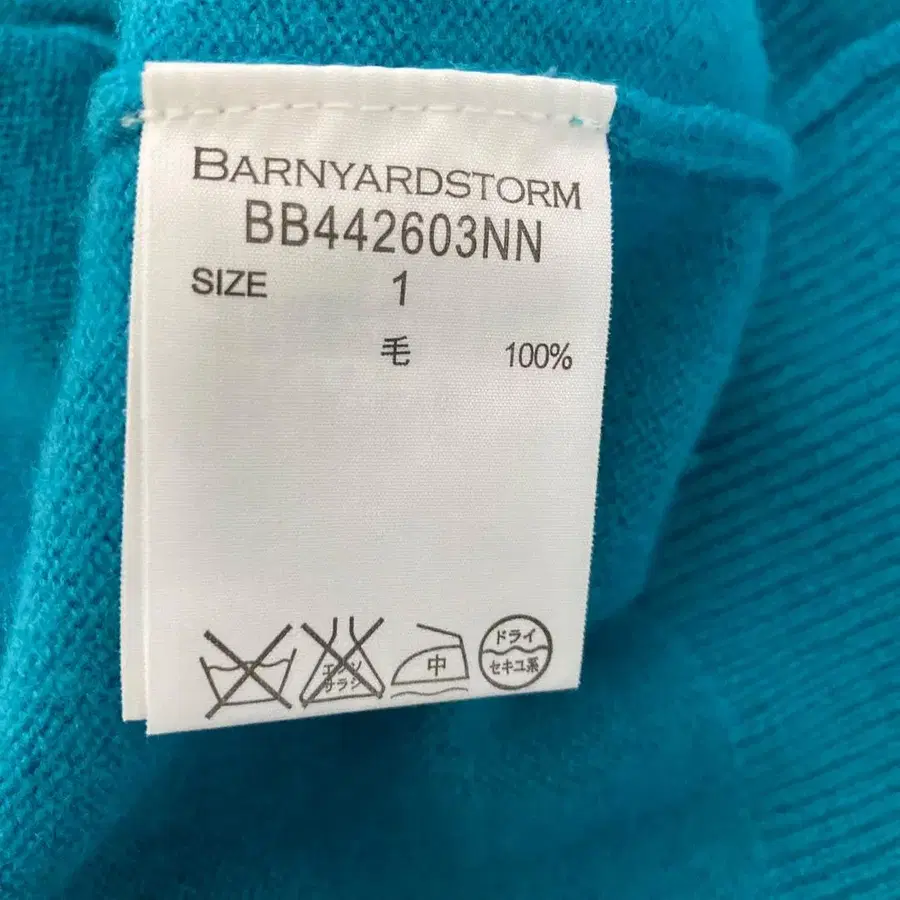 BARNYARDSTORM
BB442603NN
SIZE 1
毛 100%
エンソ
サラシ
中
ドライ
セキユ系